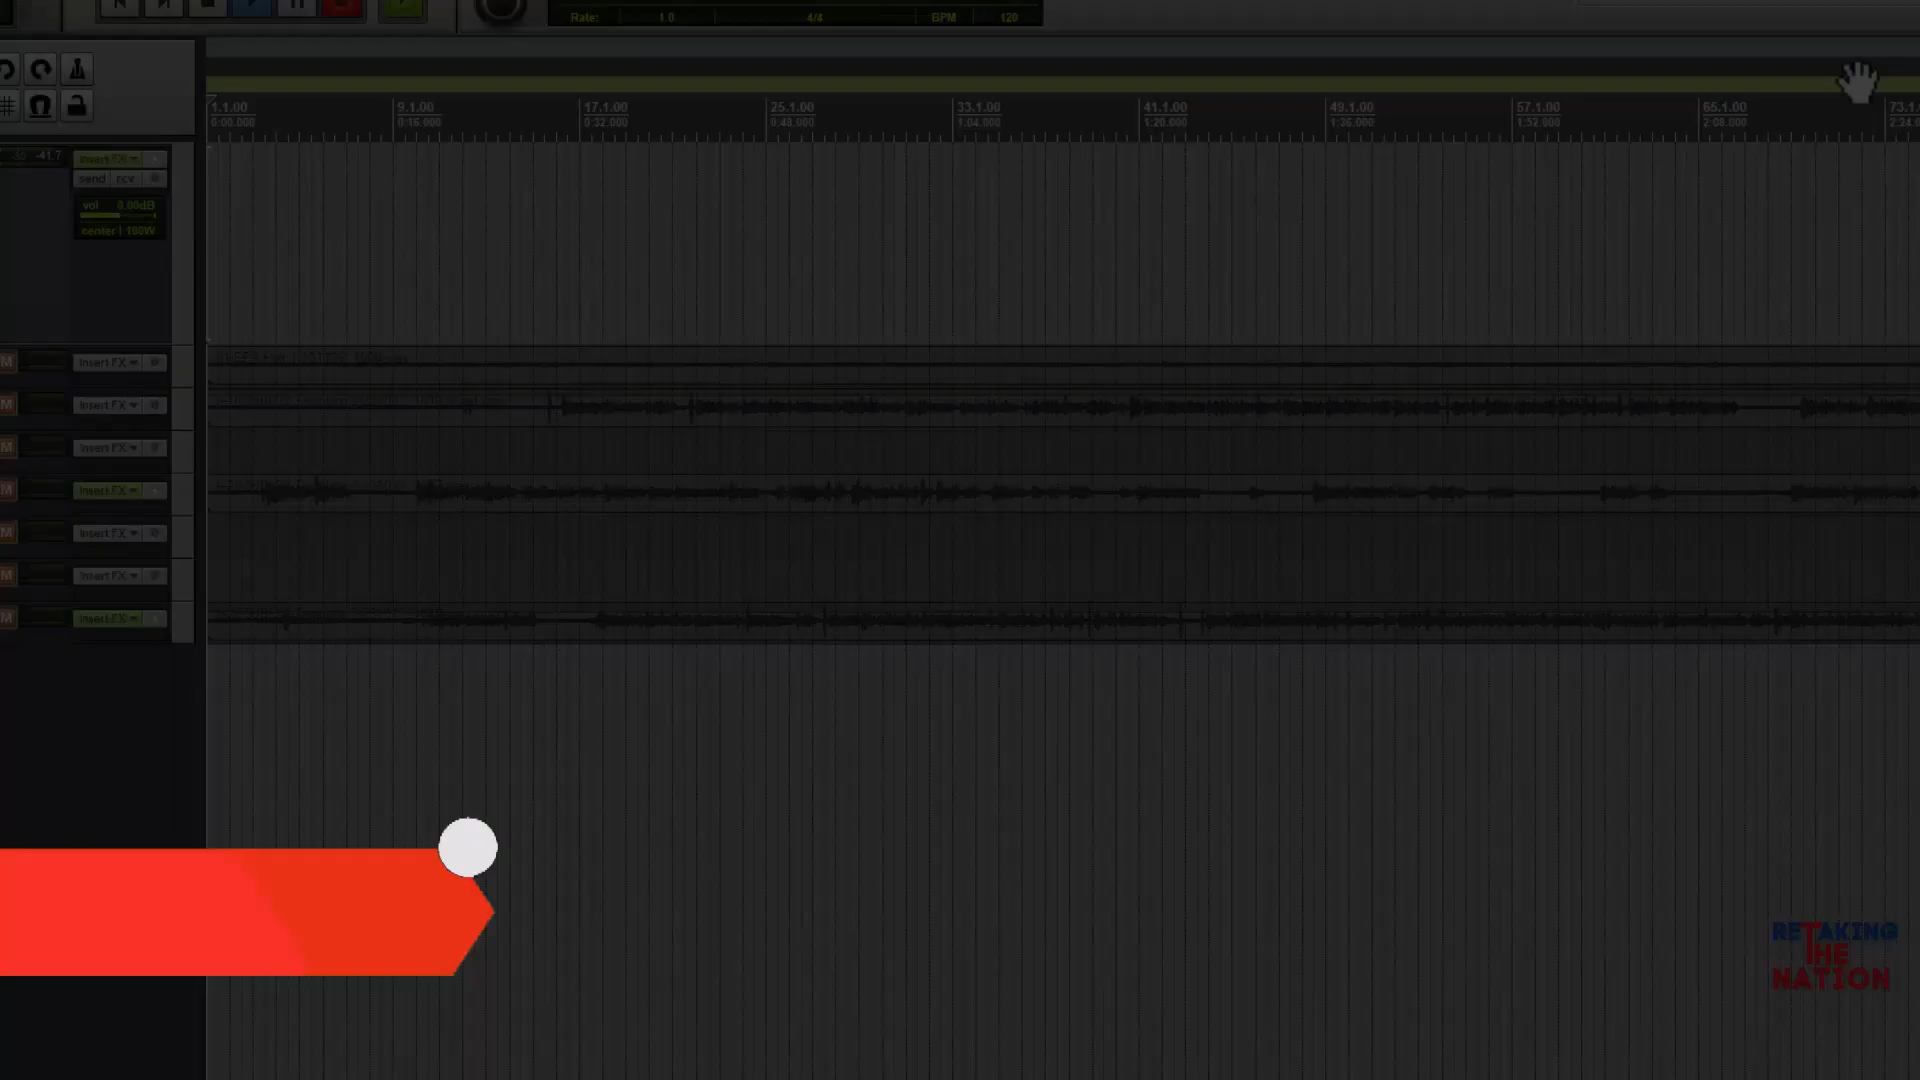 Rate: 1.0 4/4 BPM 120
1.1.00 9.1.00 17.1.00 25.1.00 33.1.00 41.1.00 49.1.00 57.1.00 65.1.00 73.1
0:00.000 0:16.000 0:32.000 0:48.000 1:04.000 1:20.000 1:36.000 1:52.000 2:08.000 2:24.0
-30 -41.7 Insert FX
send rcv
vol 0.00dB
center | 100W
M Insert FX
M Insert FX
M Insert FX
M Insert FX
M Insert FX
M Insert FX
M Insert FX
RETAKING
THE
NATION